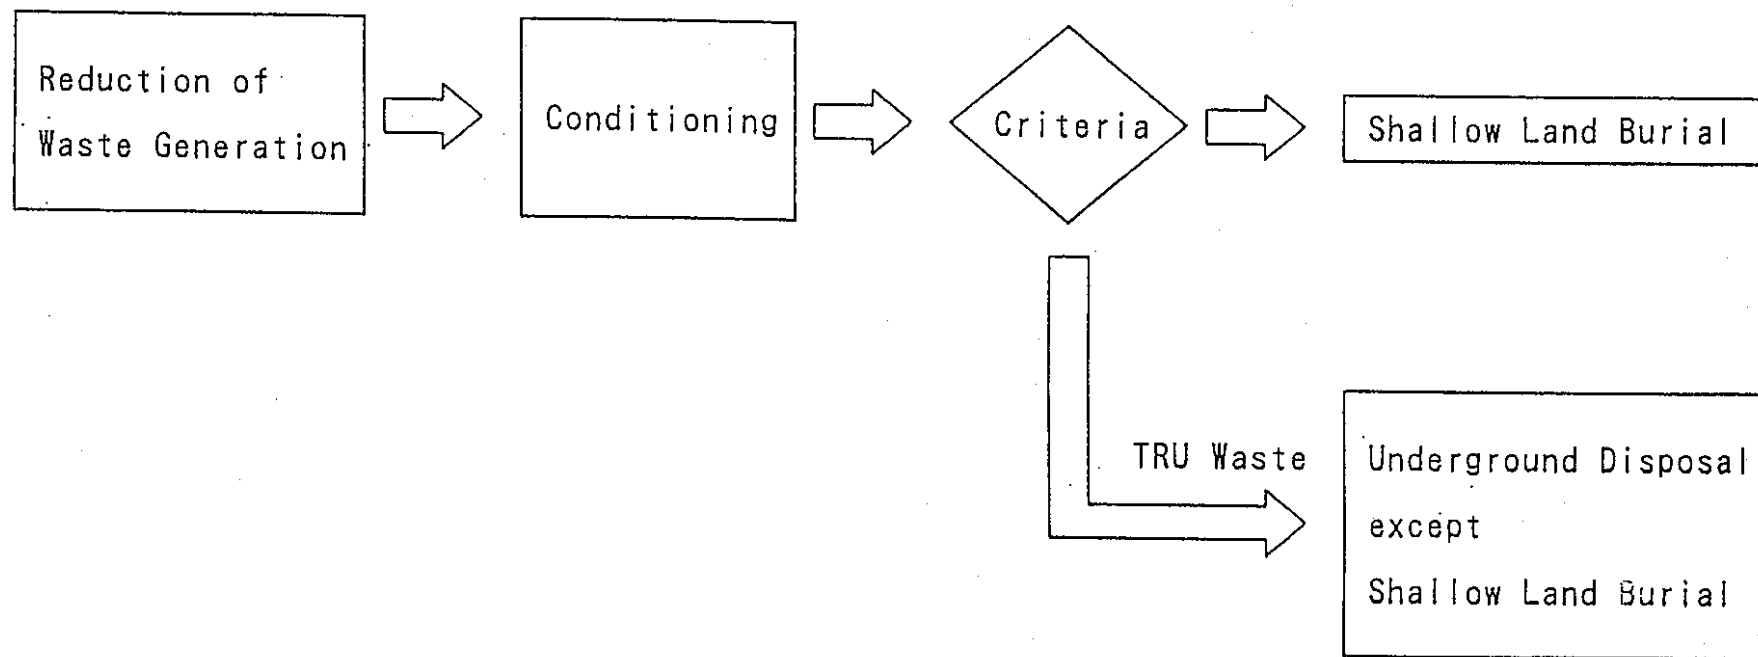 Reduction of
Waste Generation
Conditioning
Criteria
Shallow Land Burial
TRU Waste
Underground Disposal
except
Shallow Land Burial